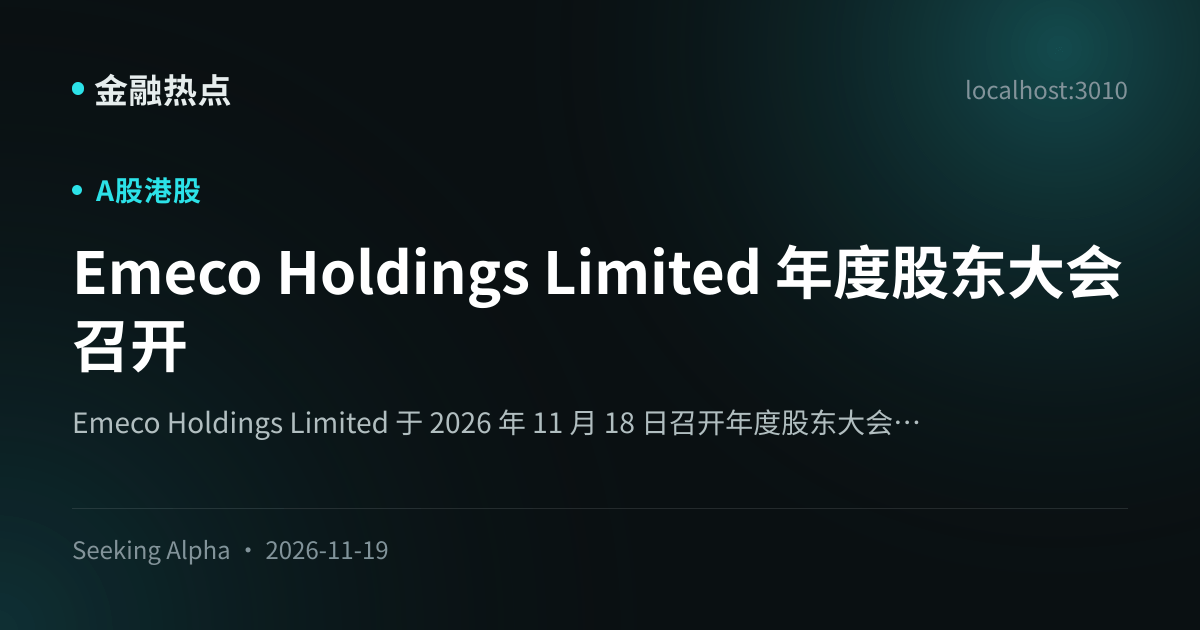 金融热点
localhost:3010
A股港股
Emeco Holdings Limited 年度股东大会
召开
Emeco Holdings Limited 于 2026 年 11 月 18 日召开年度股东大会…
Seeking Alpha · 2026-11-19